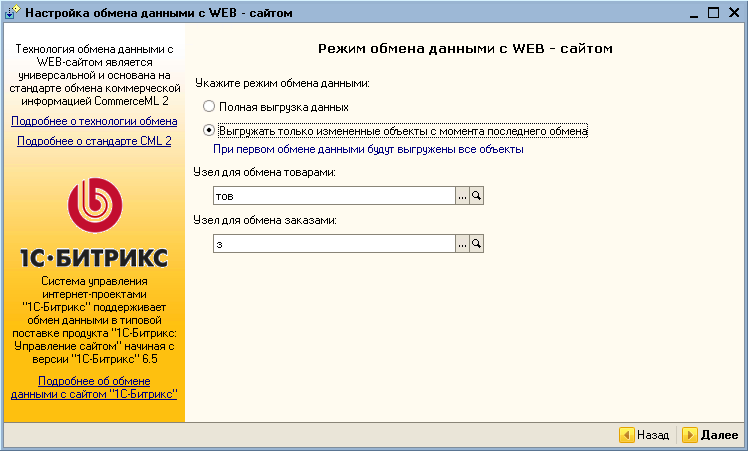 Настройка обмена данными с WEB - сайтом
Технология обмена данными с
WEB-сайтом является
универсальной и основана на
стандарте обмена коммерческой
информацией CommerceML 2
Подробнее о технологии обмена
Подробнее о стандарте CML 2
1С·БИТРИКС
Система управления
интернет-проектами
"1С-Битрикс" поддерживает
обмен данными в типовой
поставке продукта "1С-Битрикс:
Управление сайтом" начиная с
версии "1С-Битрикс" 6.5
Подробнее об обмене
данными с сайтом "1С-Битрикс"
Режим обмена данными с WEB - сайтом
Укажите режим обмена данными:
Полная выгрузка данных
Выгружать только измененные объекты с момента последнего обмена
При первом обмене данными будут выгружены все объекты
Узел для обмена товарами:
тов ...
Узел для обмена заказами:
з ...
Назад Далее